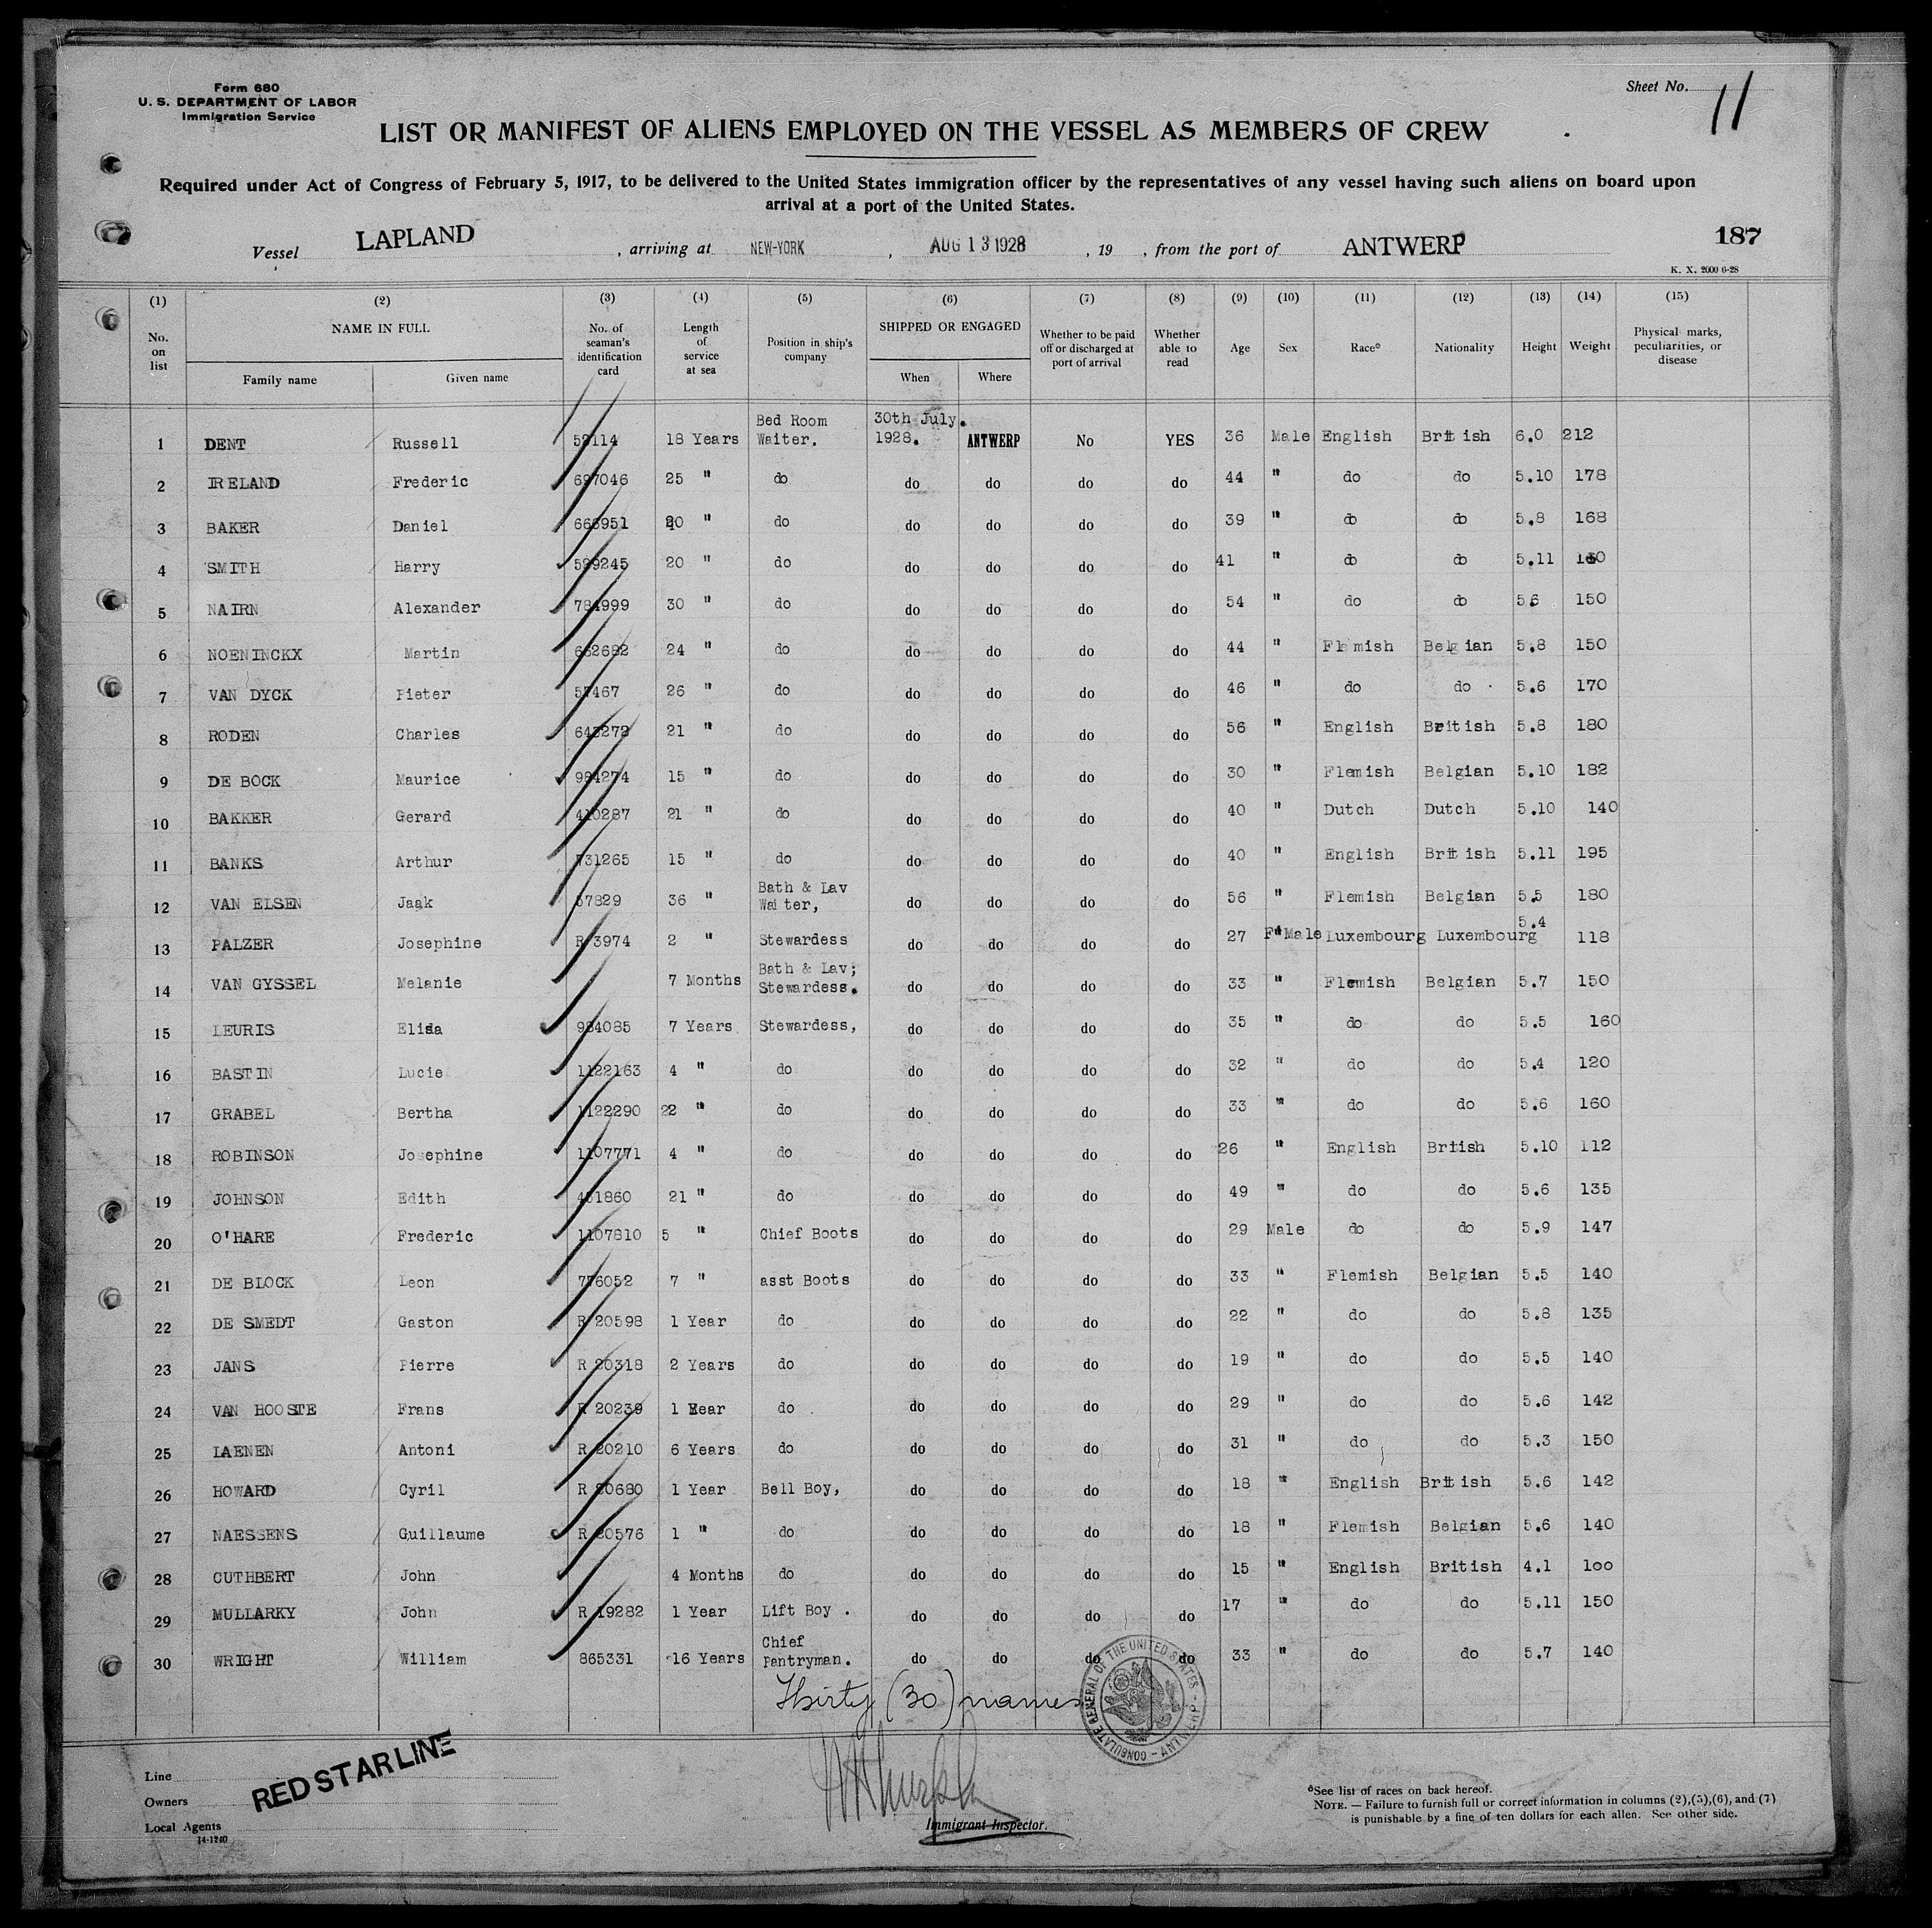 Form 680
U. S. DEPARTMENT OF LABOR
Immigration Service
Sheet No. 11
LIST OR MANIFEST OF ALIENS EMPLOYED ON THE VESSEL AS MEMBERS OF CREW
Required under Act of Congress of February 5, 1917, to be delivered to the United States immigration officer by the representatives of any vessel having such aliens on board upon
arrival at a port of the United States.
Vessel LAPLAND , arriving at NEW-YORK , AUG 13 1928 , 19 , from the port of ANTWERP 187
K. X. 2000 6-28
(1) (2) (3) (4) (5) (6) (7) (8) (9) (10) (11) (12) (13) (14) (15)
No. on list NAME IN FULL Family name Given name No. of seaman's identification card Length of service at sea Position in ship's company SHIPPED OR ENGAGED When Where Whether to be paid off or discharged at port of arrival Whether able to read Age Sex Race° Nationality Height Weight Physical marks, peculiarities, or disease
1 DENT Russell 114 18 Years Bed Room Waiter. 30th July. 1928. ANTWERP No YES 36 Male English British 6.0 212
2 IRELAND Frederic 697046 25 " do do do do do 44 " do do 5.10 178
3 BAKER Daniel 666951 " do do do do do 39 " do do 5.8 168
4 SMITH Harry 599245 20 " do do do do do 41 " do do 5.11
5 NAIRN Alexander 784999 30 " do do do do do 54 " do do 5.6 150
6 NOENINCKX Martin 662682 24 " do do do do do 44 " Flemish Belgian 5.8 150
7 VAN DYCK Pieter 57467 26 " do do do do do 46 " do do 5.6 170
8 RODEN Charles 643272 21 " do do do do do 56 " English British 5.8 180
9 DE BOCK Maurice 984274 15 " do do do do do 30 " Flemish Belgian 5.10 182
10 BAKKER Gerard 410287 21 " do do do do do 40 " Dutch Dutch 5.10 140
11 BANKS Arthur 731265 15 " do do do do do 40 " English British 5.11 195
12 VAN ELSEN Jaak 57829 36 " Bath & Lav Waiter, do do do do 56 " Flemish Belgian 5.5 180
13 PALZER Josephine R 3974 2 " Stewardess do do do do 27 FeMale Luxembourg Luxembourg 5.4 118
14 VAN GYSSEL Melanie 7 Months Bath & Lav; Stewardess. do do do do 33 " Flemish Belgian 5.7 150
15 LEURIS Elisa 984085 7 Years Stewardess, do do do do 35 " do do 5.5 160
16 BASTIN Lucie 1122163 4 " do do do do do 32 " do do 5.4 120
17 GRABEL Bertha 1122290 22 " do do do do do 33 " do do 5.6 160
18 ROBINSON Josephine 1107771 4 " do do do do do 26 " English British 5.10 112
19 JOHNSON Edith 451860 21 " do do do do do 49 " do do 5.6 135
20 O'HARE Frederic 1107810 5 " Chief Boots do do do do 29 Male do do 5.9 147
21 DE BLOCK Leon 776052 7 " asst Boots do do do do 33 " Flemish Belgian 5.5 140
22 DE SMEDT Gaston R 20598 1 Year do do do do do 22 " do do 5.8 135
23 JANS Pierre R 20318 2 Years do do do do do 19 " do do 5.5 140
24 VAN HOOSTE Frans R 20239 1 Year do do do do do 29 " do do 5.6 142
25 LAENEN Antoni R 20210 6 Years do do do do do 31 " do do 5.3 150
26 HOWARD Cyril R 20680 1 Year Bell Boy, do do do do 18 " English British 5.6 142
27 NAESSENS Guillaume R 20576 1 " do do do do do 18 " Flemish Belgian 5.6 140
28 CUTHBERT John 4 Months do do do do do 15 " English British 4.1 100
29 MULLARKY John R 19282 1 Year Lift Boy . do do do do 17 " do do 5.11 150
30 WRIGHT William 865331 16 Years Chief Pantryman. do do do do 33 " do do 5.7 140
Thirty (30) names
CONSULATE GENERAL OF THE UNITED STATES - ANTWERP -
Line
Owners
Local Agents
14-1240
RED STAR LINE
Immigrant Inspector.
°See list of races on back hereof.
NOTE. — Failure to furnish full or correct information in columns (2),(5),(6), and (7)
is punishable by a fine of ten dollars for each alien. See other side.